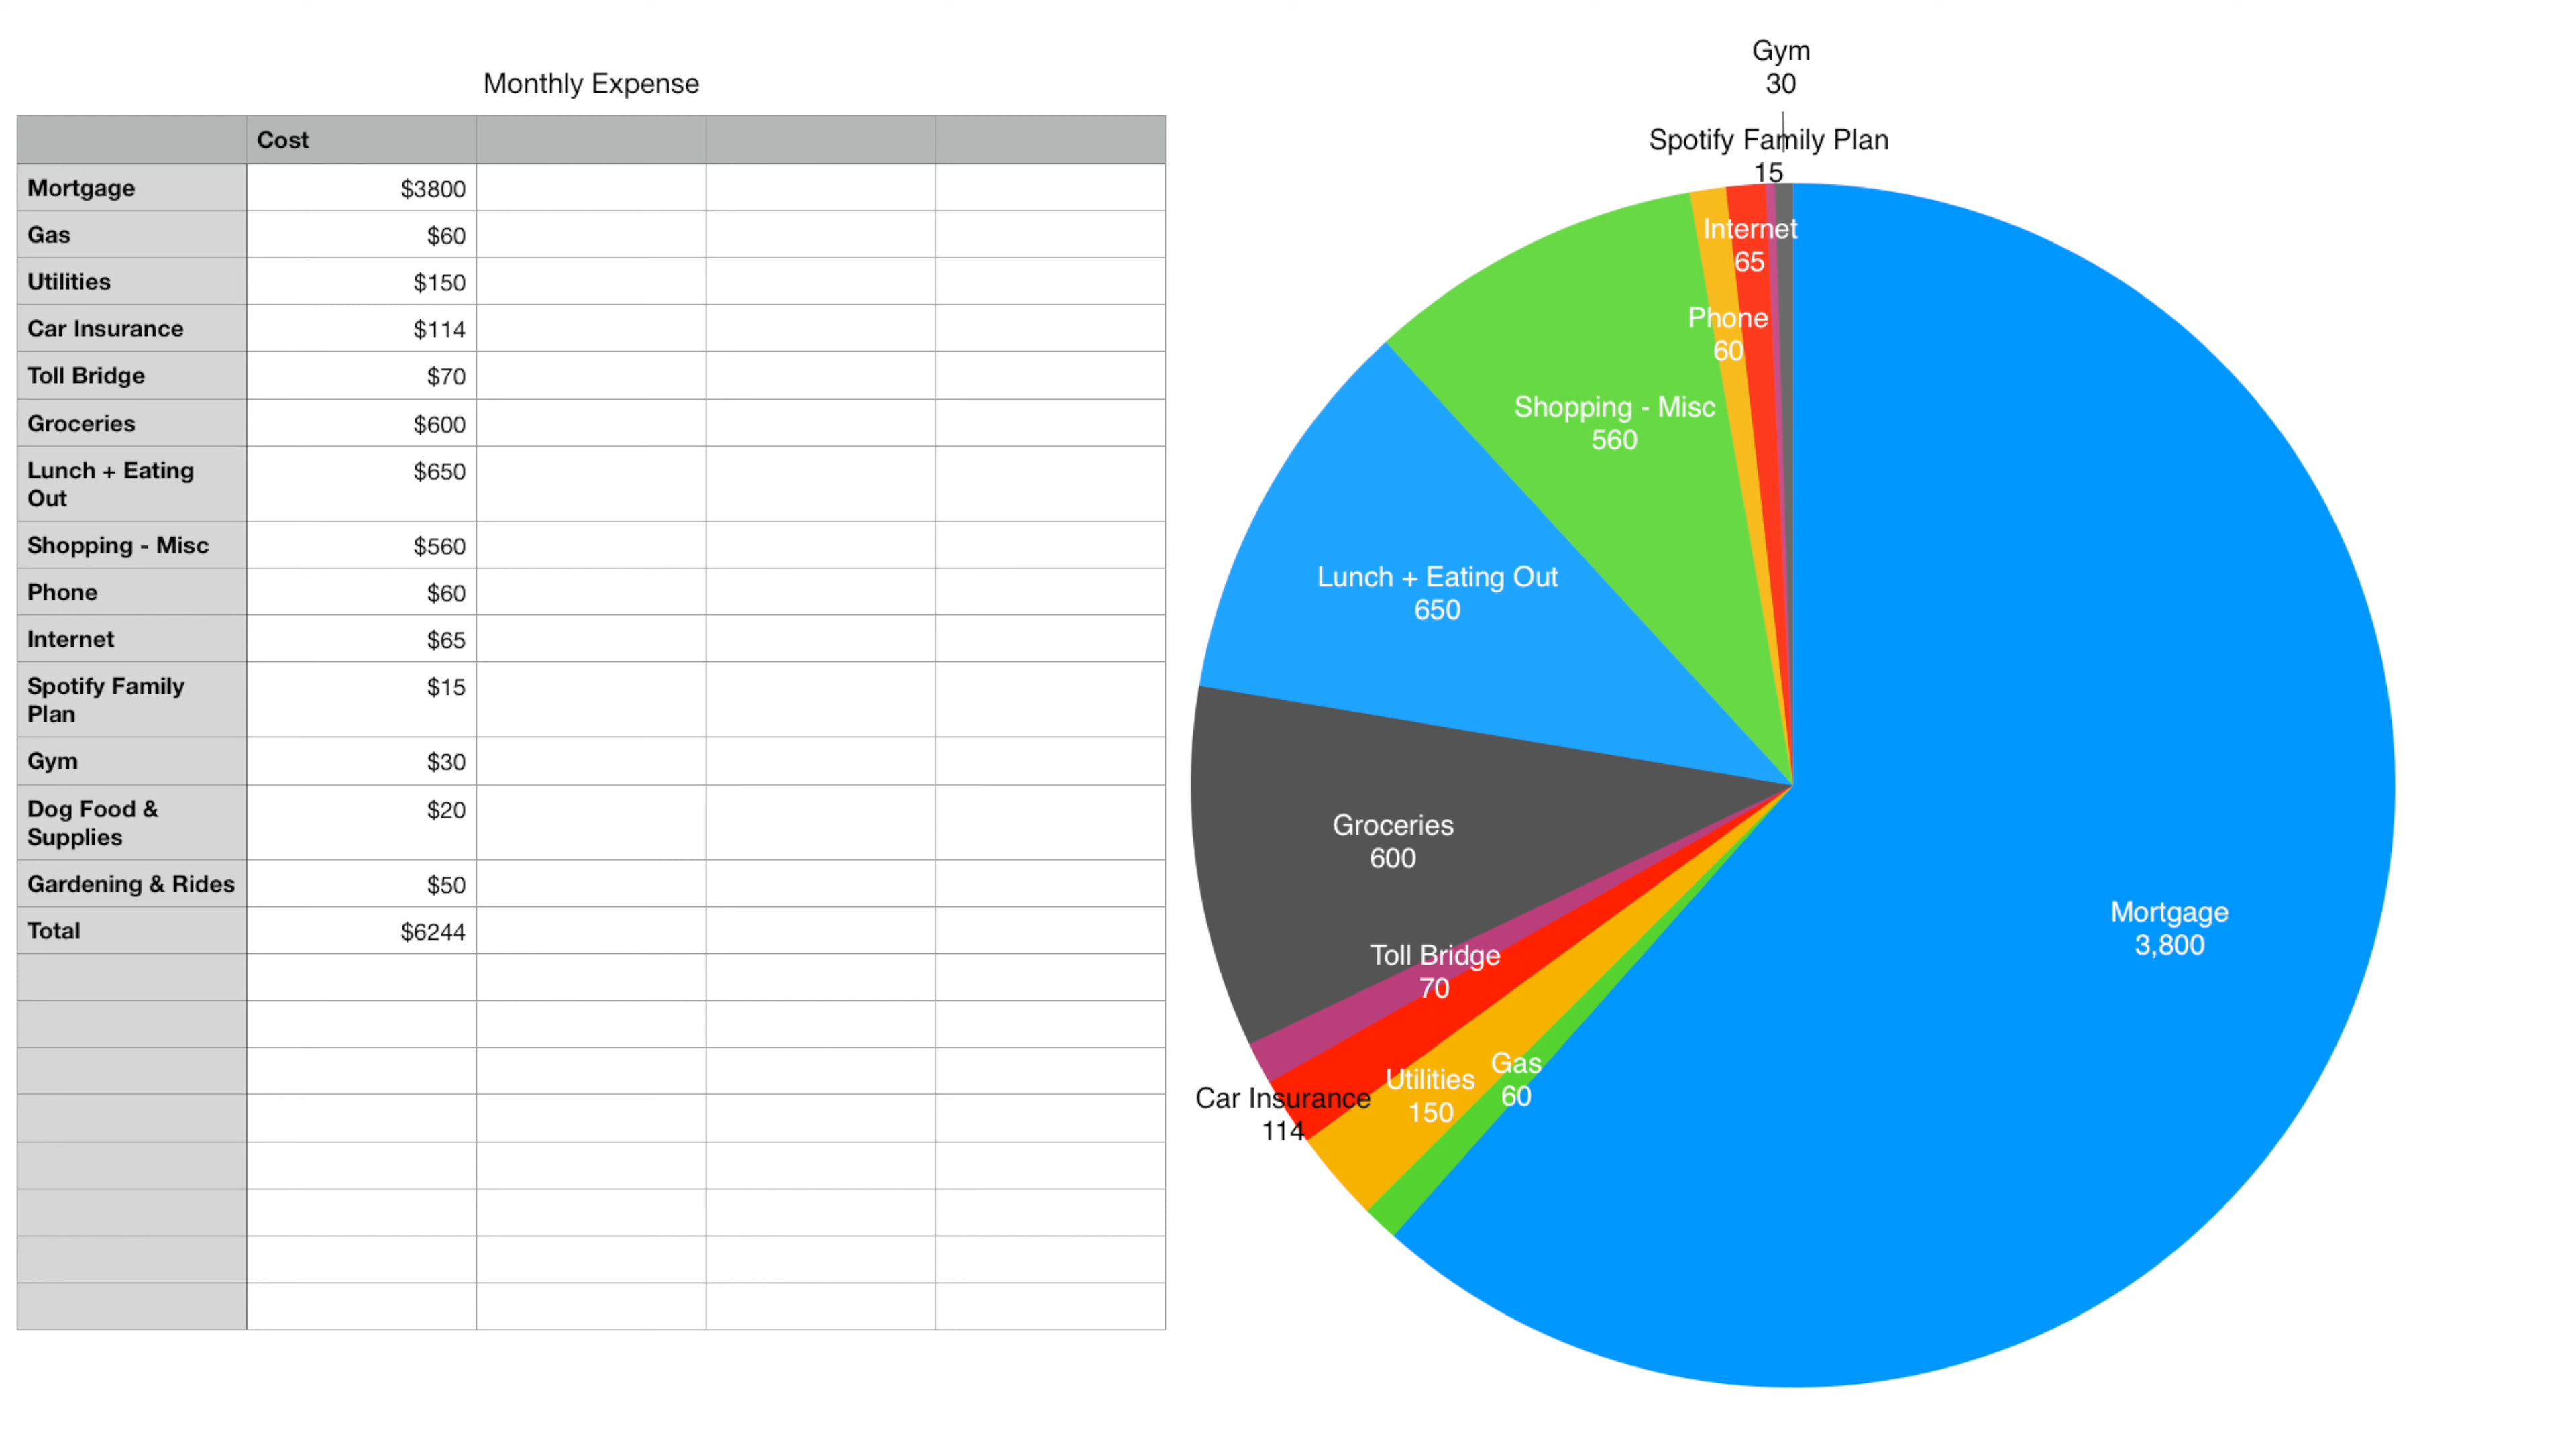 Monthly Expense
Cost
Mortgage $3800
Gas $60
Utilities $150
Car Insurance $114
Toll Bridge $70
Groceries $600
Lunch + Eating $650
Out
Shopping - Misc $560
Phone $60
Internet $65
Spotify Family $15
Plan
Gym $30
Dog Food & $20
Supplies
Gardening & Rides $50
Total $6244
Gym
30
Spotify Family Plan
15
Internet
65
Phone
60
Shopping - Misc
560
Lunch + Eating Out
650
Groceries
600
Mortgage
3,800
Toll Bridge
70
Gas
60
Utilities
150
Car Insurance
114